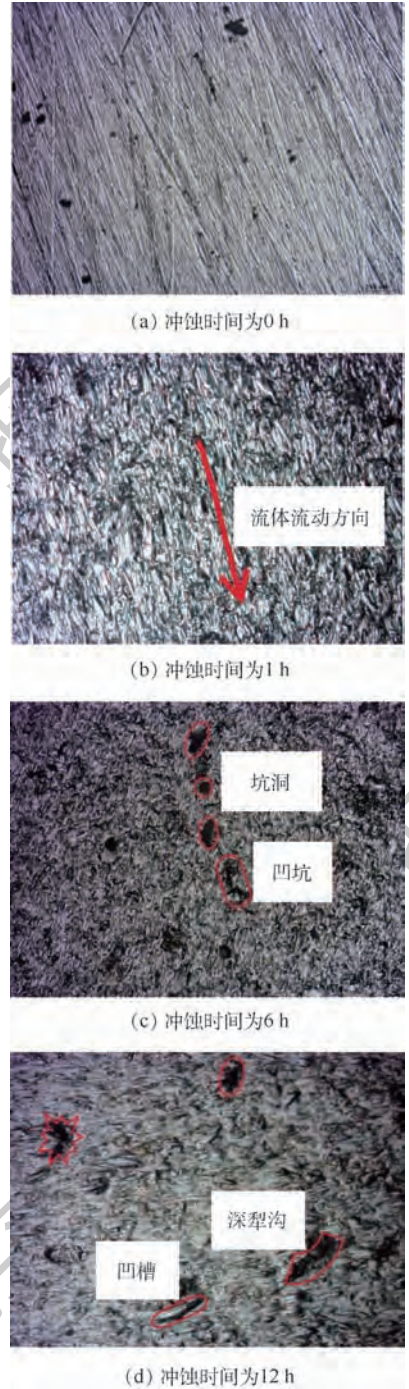 (a) 冲蚀时间为0 h
流体流动方向
(b) 冲蚀时间为1 h
坑洞
凹坑
(c) 冲蚀时间为6 h
深犁沟
凹槽
(d) 冲蚀时间为12 h